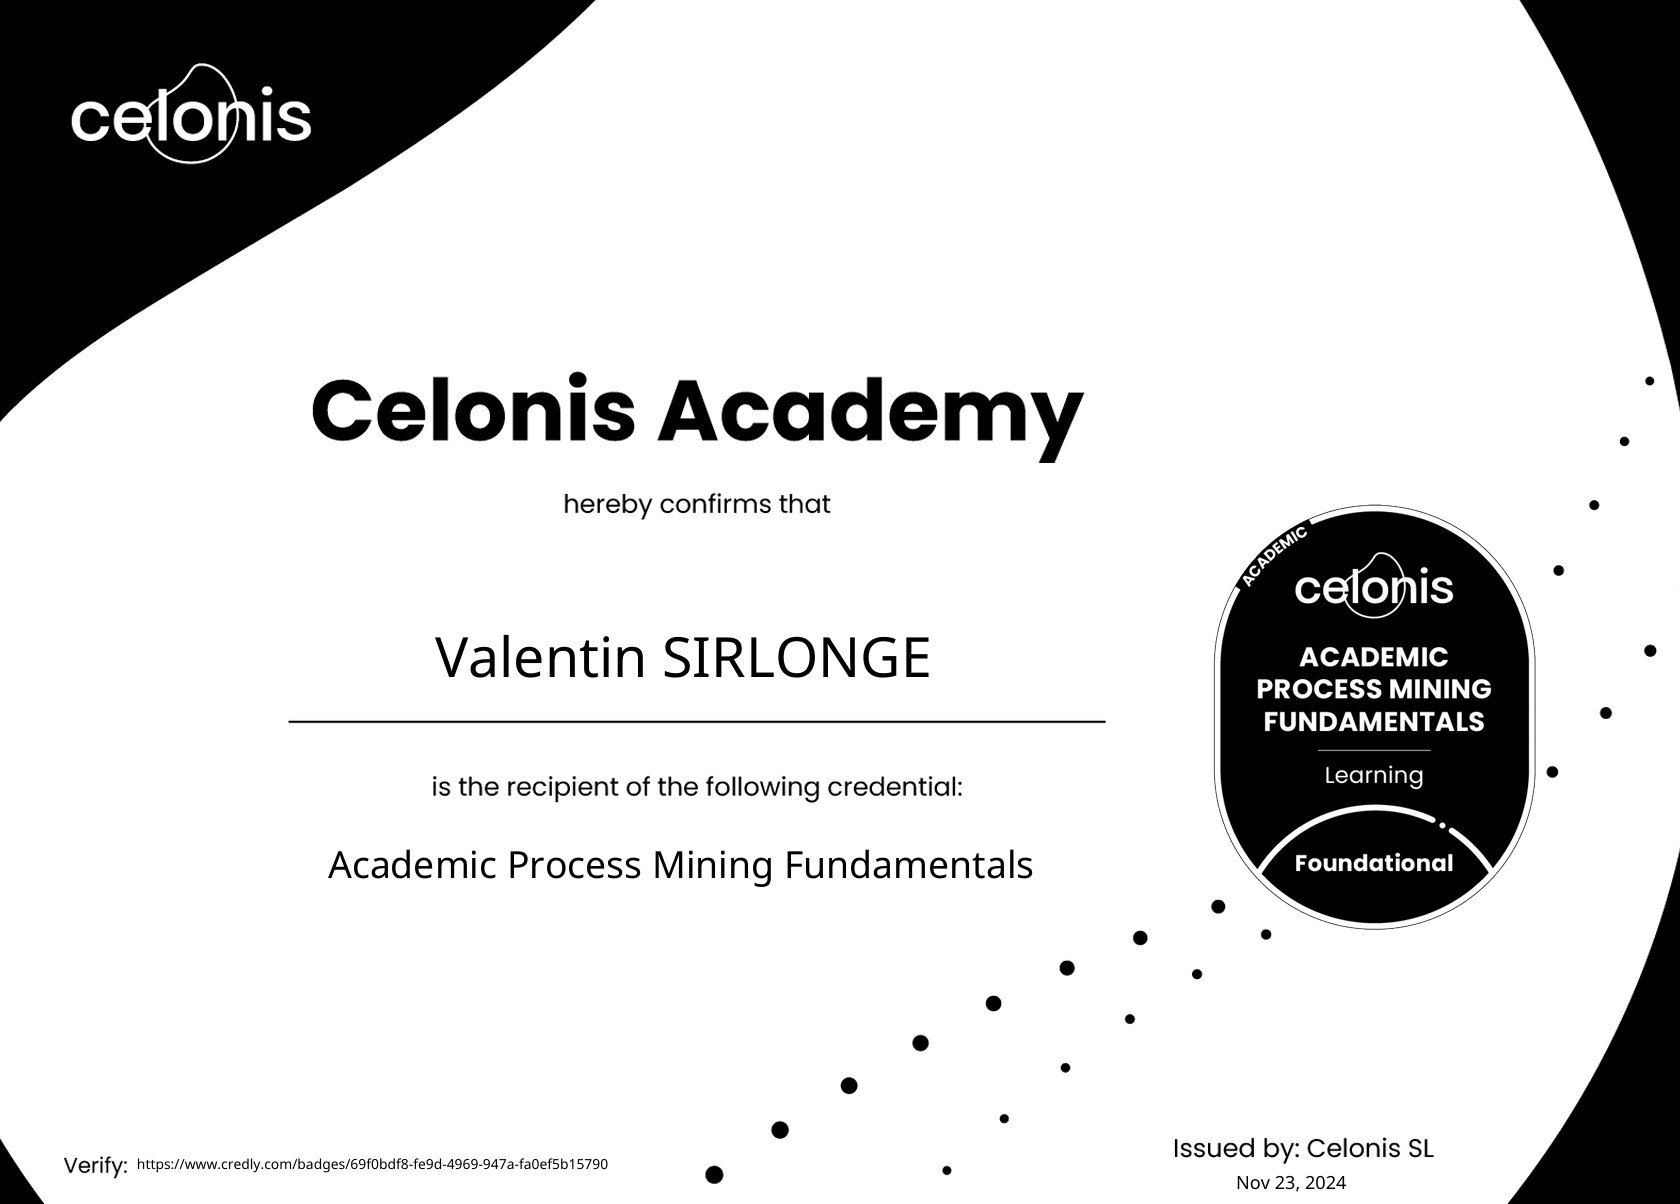 celonis
Celonis Academy
hereby confirms that
Valentin SIRLONGE
is the recipient of the following credential:
Academic Process Mining Fundamentals
ACADEMIC
celonis
ACADEMIC
PROCESS MINING
FUNDAMENTALS
Learning
Foundational
Verify: https://www.credly.com/badges/69f0bdf8-fe9d-4969-947a-fa0ef5b15790
Issued by: Celonis SL
Nov 23, 2024